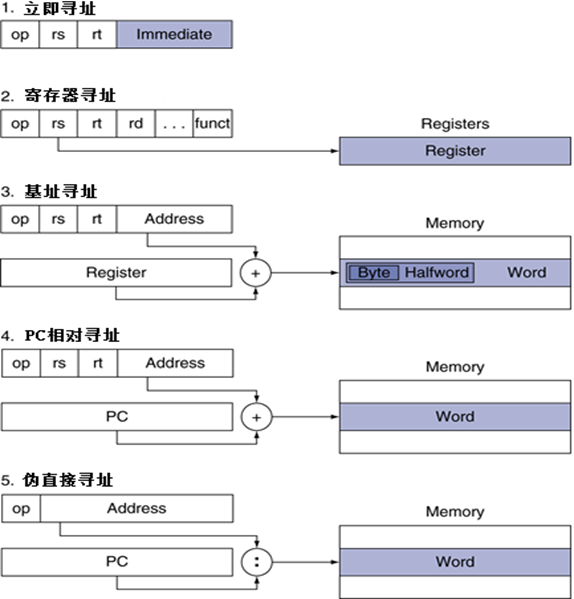 1. 立即寻址
op rs rt Immediate
2. 寄存器寻址
op rs rt rd ... funct
Registers
Register
3. 基址寻址
op rs rt Address
Memory
Register + Byte Halfword Word
4. PC相对寻址
op rs rt Address
Memory
PC + Word
5. 伪直接寻址
op Address
Memory
PC : Word